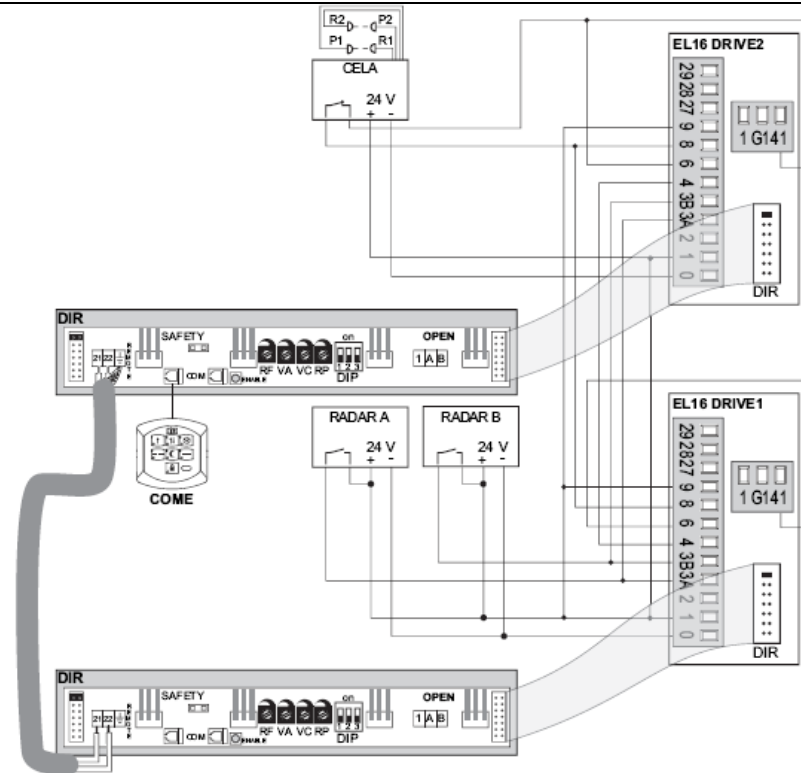 R2 P2
P1 R1
CELA
24 V
+ -
EL16 DRIVE2
29
28
27
9
8
6
4
3B
3A
2
1
0
1 G141
DIR
DIR
SAFETY
on
OPEN
21 22
REMOTE
COM
ENABLE
RF VA VC RP
1 2 3
DIP
1 A B
COME
RADAR A
24 V
+ -
RADAR B
24 V
+ -
EL16 DRIVE1
29
28
27
9
8
6
4
3B
3A
2
1
0
1 G141
DIR
DIR
SAFETY
on
OPEN
21 22
REMOTE
COM
ENABLE
RF VA VC RP
1 2 3
DIP
1 A B